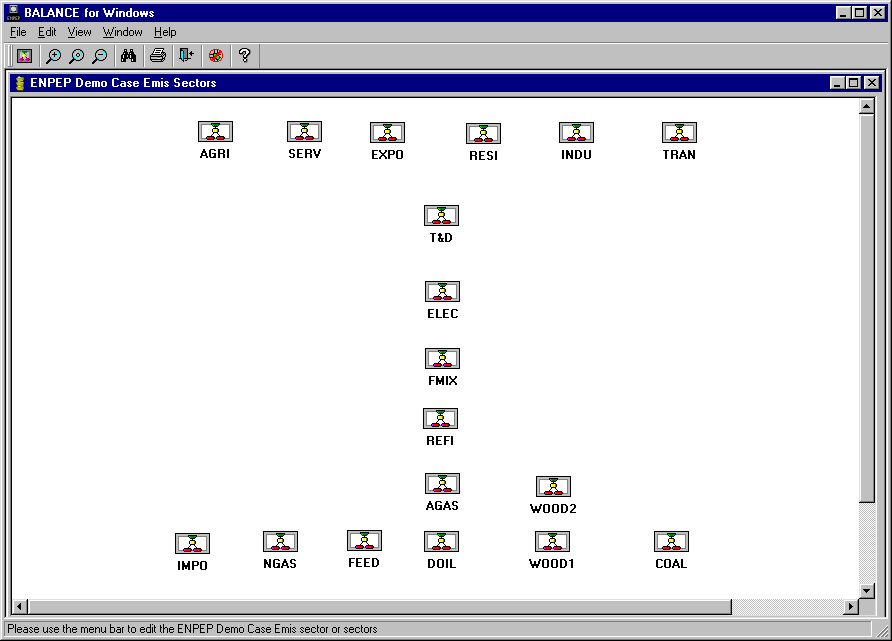 BALANCE for Windows
File Edit View Window Help
ENPEP Demo Case Emis Sectors
AGRI SERV EXPO RESI INDU TRAN
T&D
ELEC
FMIX
REFI
AGAS
WOOD2
IMPO NGAS FEED DOIL WOOD1 COAL
Please use the menu bar to edit the ENPEP Demo Case Emis sector or sectors